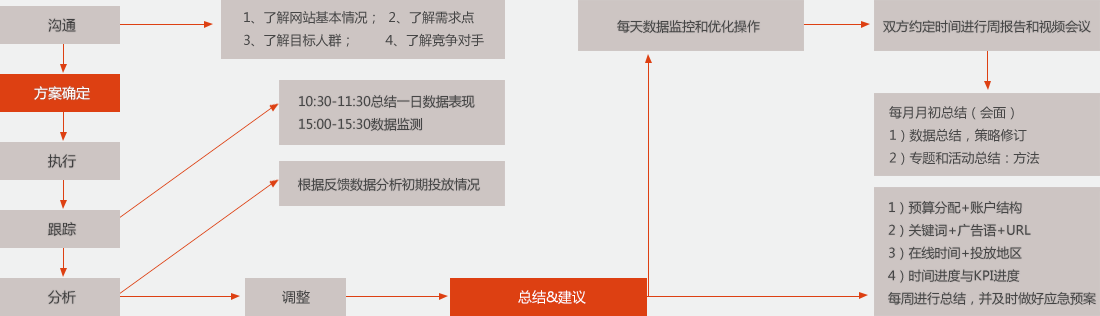 沟通
1、了解网站基本情况； 2、了解需求点
3、了解目标人群； 4、了解竞争对手
每天数据监控和优化操作
双方约定时间进行周报告和视频会议
方案确定
10:30-11:30总结一日数据表现
15:00-15:30数据监测
每月月初总结（会面）
1）数据总结，策略修订
2）专题和活动总结：方法
执行
根据反馈数据分析初期投放情况
跟踪
1）预算分配+账户结构
2）关键词+广告语+URL
3）在线时间+投放地区
4）时间进度与KPI进度
每周进行总结，并及时做好应急预案
分析
调整
总结&建议